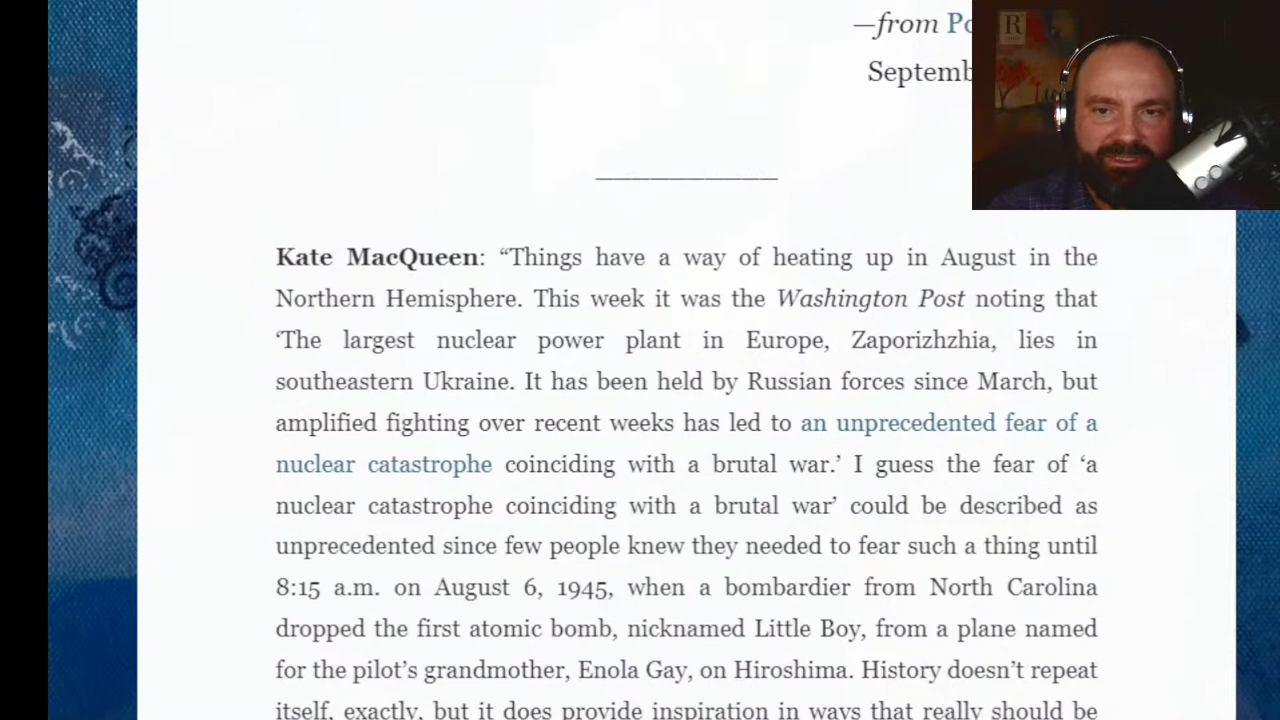 —from Po
Septemb
R
Kate MacQueen: “Things have a way of heating up in August in the
Northern Hemisphere. This week it was the Washington Post noting that
‘The largest nuclear power plant in Europe, Zaporizhzhia, lies in
southeastern Ukraine. It has been held by Russian forces since March, but
amplified fighting over recent weeks has led to an unprecedented fear of a
nuclear catastrophe coinciding with a brutal war.’ I guess the fear of ‘a
nuclear catastrophe coinciding with a brutal war’ could be described as
unprecedented since few people knew they needed to fear such a thing until
8:15 a.m. on August 6, 1945, when a bombardier from North Carolina
dropped the first atomic bomb, nicknamed Little Boy, from a plane named
for the pilot’s grandmother, Enola Gay, on Hiroshima. History doesn’t repeat
itself, exactly, but it does provide inspiration in ways that really should be